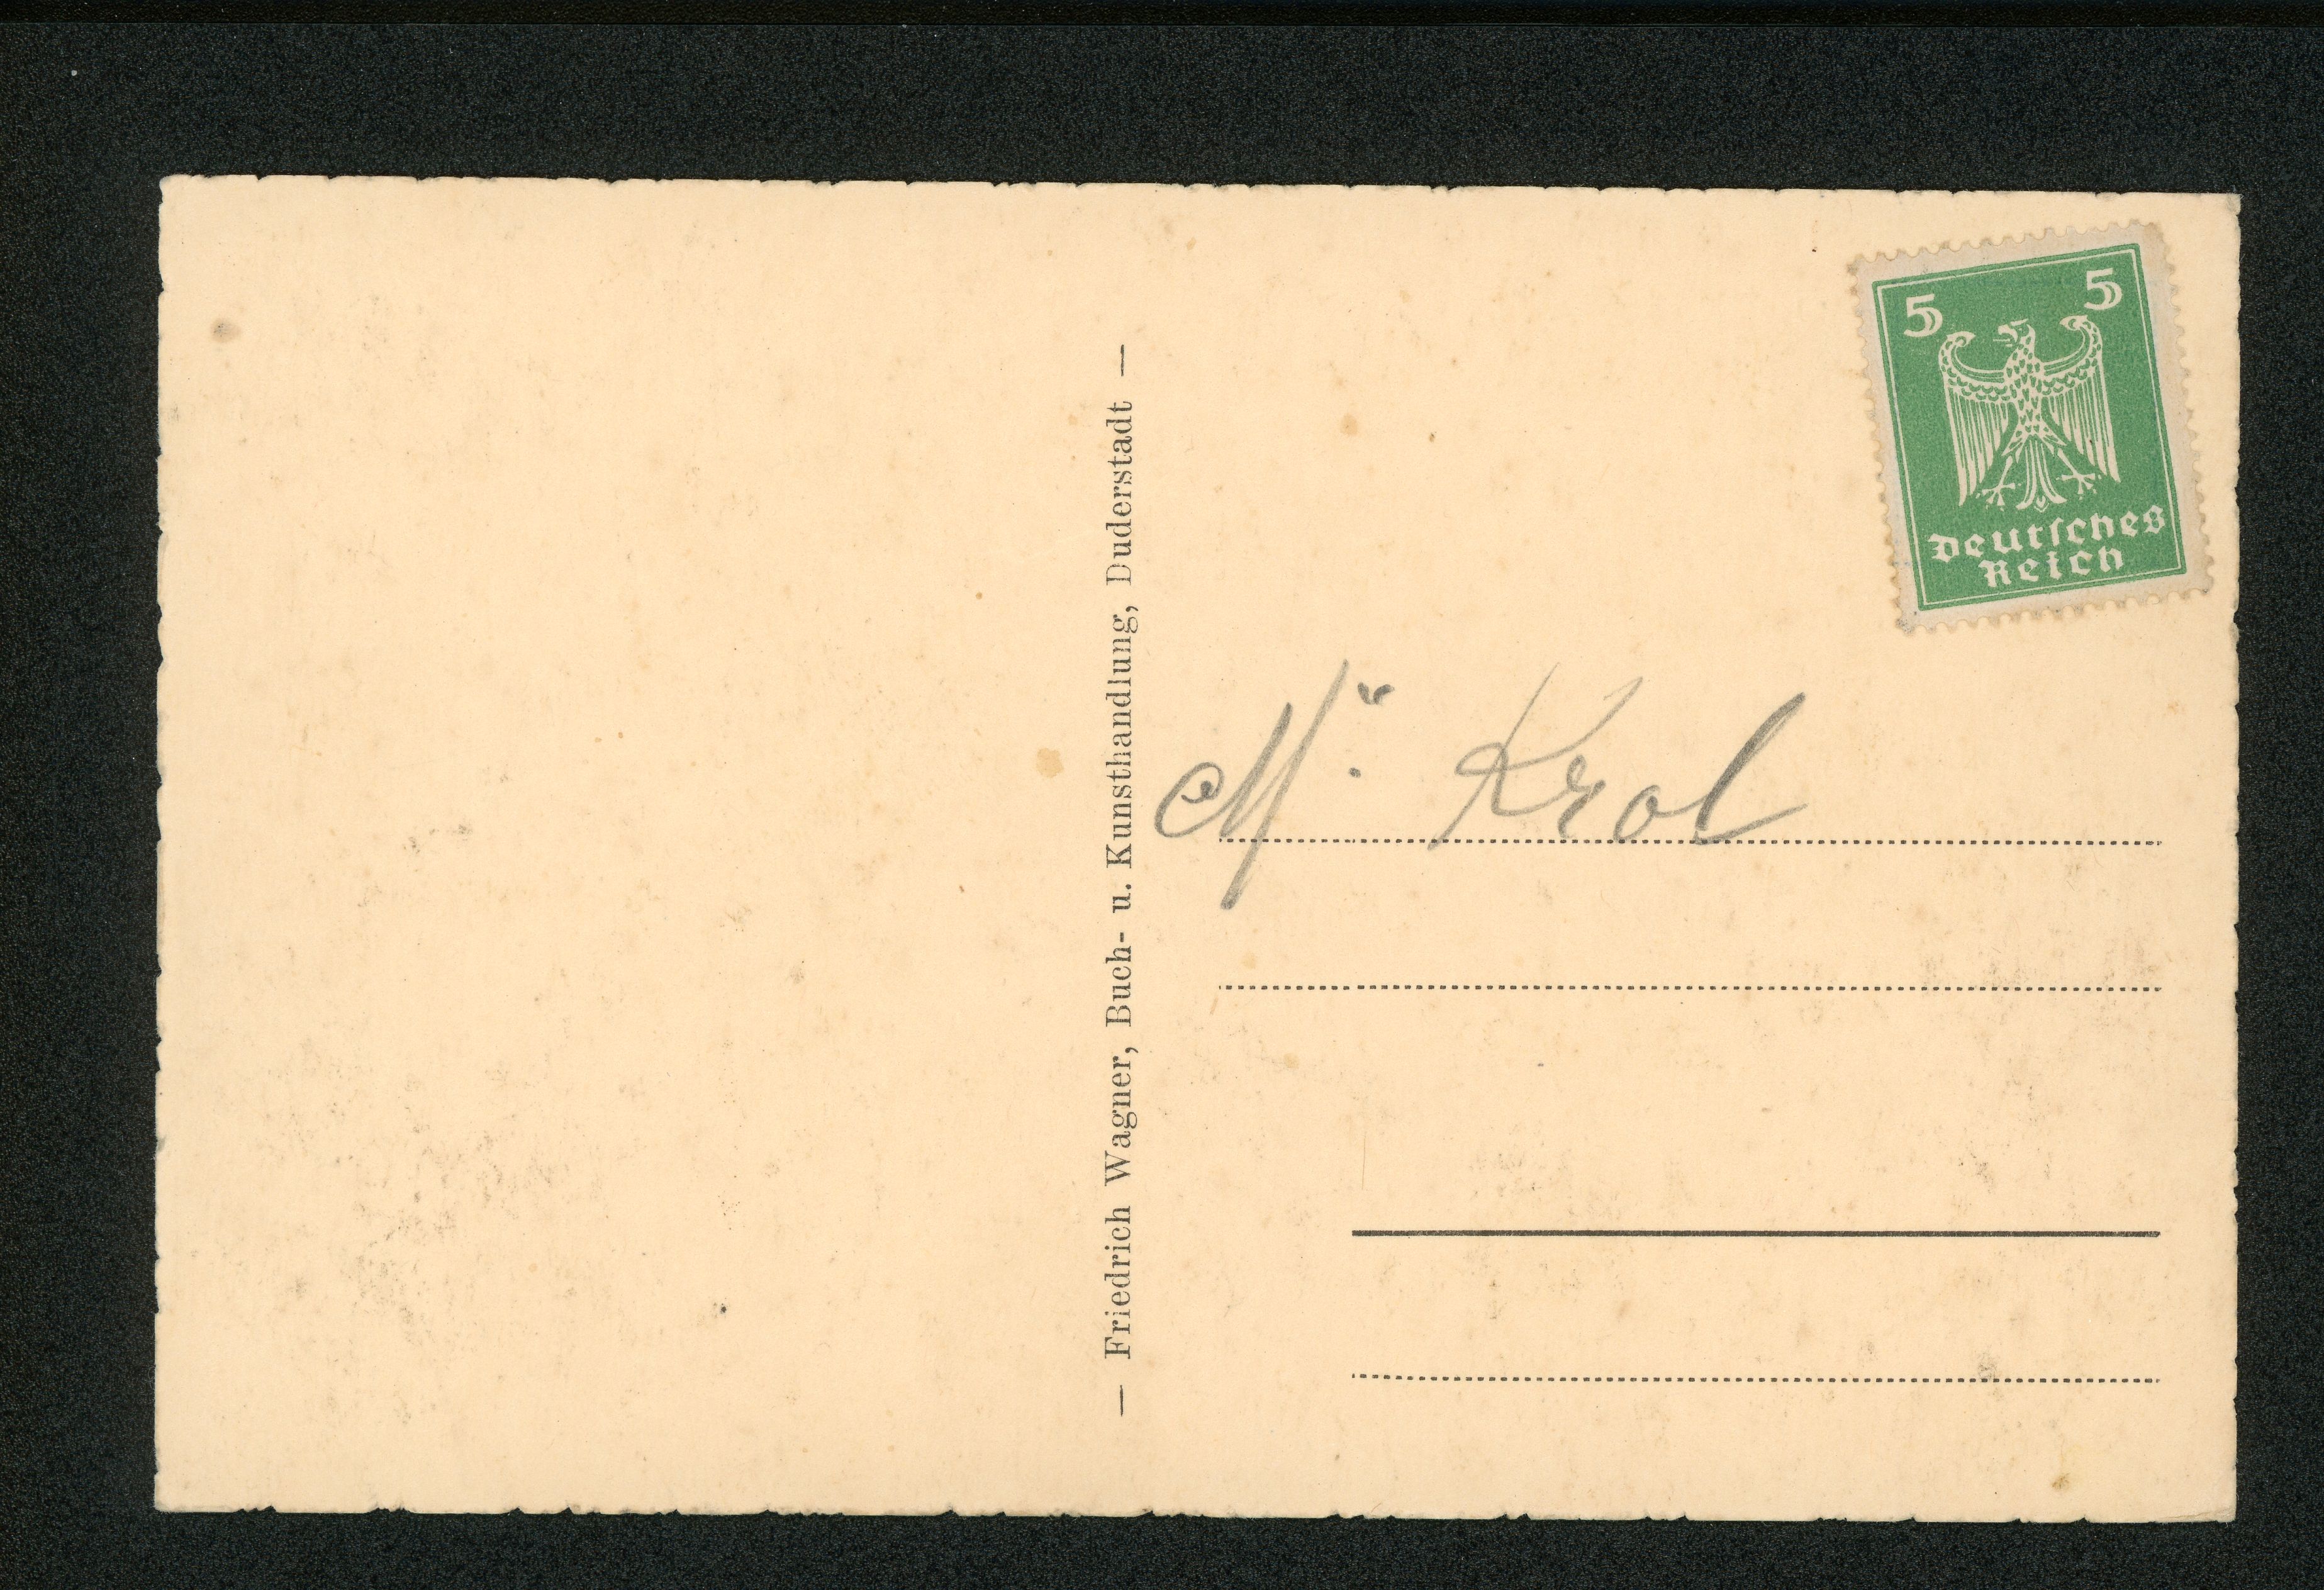 — Friedrich Wagner, Buch- u. Kunsthandlung, Duderstadt —
5 5
Deutsches
Reich
Mr. Krol